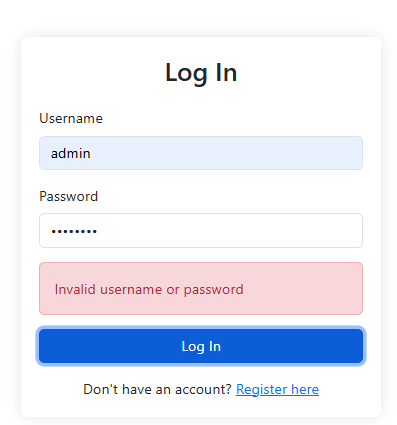 Log In
Username
admin
Password
••••••••
Invalid username or password
Log In
Don't have an account? Register here